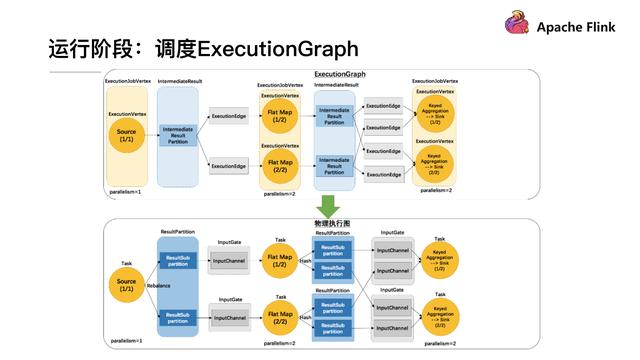 Apache Flink
运行阶段：调度ExecutionGraph
ExecutionGraph
ExecutionJobVertex
IntermediateResult
ExecutionJobVertex
IntermediateResult
ExecutionJobVertex
ExecutionVertex
Source
(1/1)
parallelism=1
Intermediate
Result
Partition
ExecutionEdge
ExecutionEdge
ExecutionVertex
Flat Map
(1/2)
ExecutionVertex
Flat Map
(2/2)
parallelism=2
Intermediate
Result
Partition
Intermediate
Result
Partition
ExecutionEdge
ExecutionEdge
ExecutionEdge
ExecutionEdge
ExecutionVertex
Keyed
Aggregation
--> Sink
(1/2)
ExecutionVertex
Keyed
Aggregation
--> Sink
(2/2)
parallelism=2
物理执行图
Task
Source
(1/1)
parallelism=1
Rebalance
ResultPartition
ResultSub
partition
ResultSub
partition
InputGate
InputChannel
InputGate
InputChannel
Task
Flat Map
(1/2)
Task
Flat Map
(2/2)
parallelism=2
Hash
Hash
ResultPartition
ResultSub
partition
ResultSub
partition
ResultPartition
ResultSub
partition
ResultSub
partition
InputGate
InputChannel
InputChannel
InputGate
InputChannel
InputChannel
Task
Keyed
Aggregation
--> Sink
(1/2)
Task
Keyed
Aggregation
--> Sink
(2/2)
parallelism=2